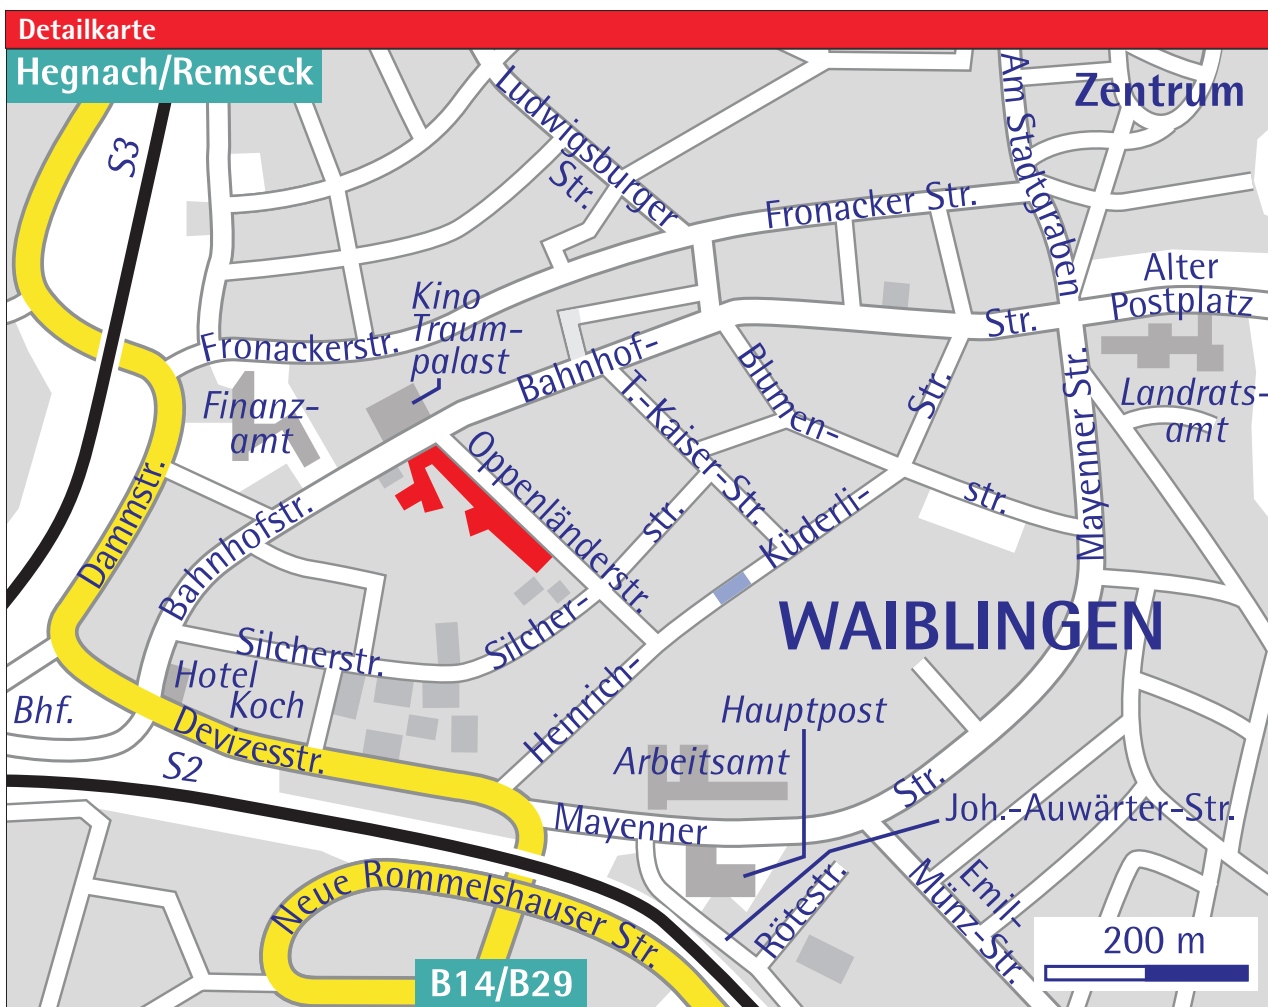 Detailkarte
Hegnach/Remseck
Zentrum
S3
Ludwigsburger
Str.
Am Stadtgraben
Fronacker Str.
Alter
Postplatz
Kino
Traum-
palast
Fronackerstr.
Bahnhof-
Str.
Finanz-
amt
Blumen-
str.
T.-Kaiser-Str.
Str.
Mayenner Str.
Landrats-
amt
Oppenländerstr.
Dammstr.
Bahnhofstr.
str.
Küderli-
Heinrich-
WAIBLINGEN
Silcherstr.
Silcher-
Hotel
Koch
Bhf.
Devizesstr.
S2
Hauptpost
Arbeitsamt
Mayenner
Str.
Joh.-Auwärter-Str.
Neue Rommelshauser Str.
Rötestr.
Emil-
Münz-Str.
200 m
B14/B29